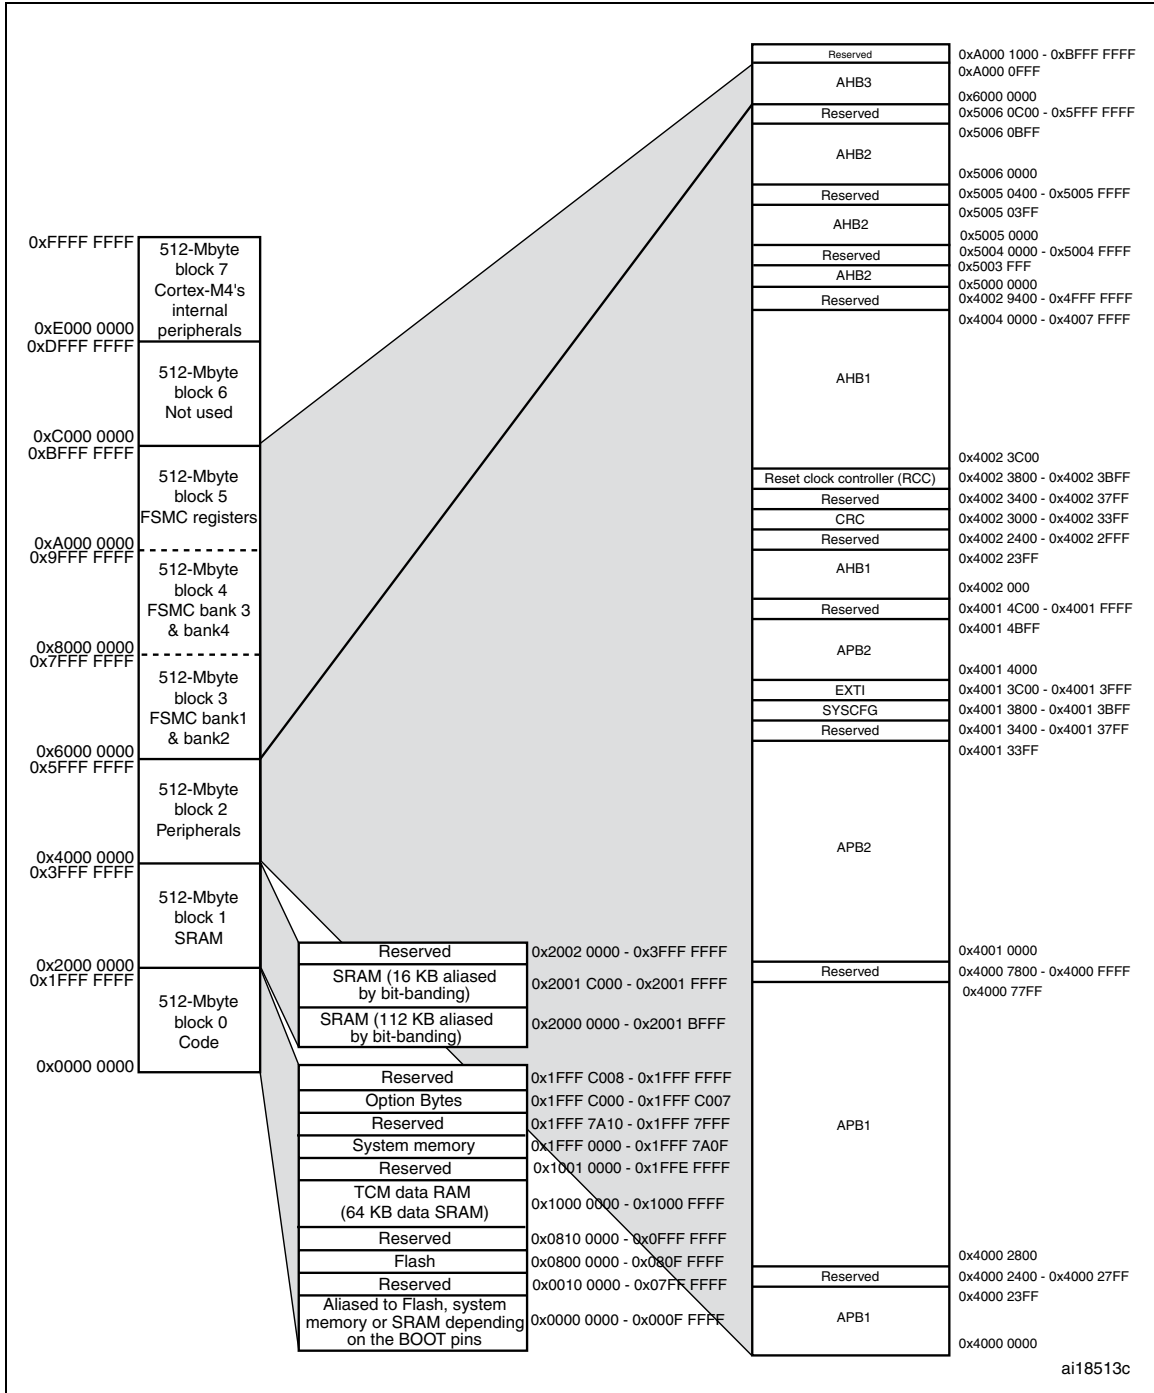 0xFFFF FFFF
512-Mbyte
block 7
Cortex-M4's
internal
peripherals
0xE000 0000
0xDFFF FFFF
512-Mbyte
block 6
Not used
0xC000 0000
0xBFFF FFFF
512-Mbyte
block 5
FSMC registers
0xA000 0000
0x9FFF FFFF
512-Mbyte
block 4
FSMC bank 3
& bank4
0x8000 0000
0x7FFF FFFF
512-Mbyte
block 3
FSMC bank1
& bank2
0x6000 0000
0x5FFF FFFF
512-Mbyte
block 2
Peripherals
0x4000 0000
0x3FFF FFFF
512-Mbyte
block 1
SRAM
0x2000 0000
0x1FFF FFFF
512-Mbyte
block 0
Code
0x0000 0000
Reserved 0x2002 0000 - 0x3FFF FFFF
SRAM (16 KB aliased
by bit-banding) 0x2001 C000 - 0x2001 FFFF
SRAM (112 KB aliased
by bit-banding) 0x2000 0000 - 0x2001 BFFF
Reserved 0x1FFF C008 - 0x1FFF FFFF
Option Bytes 0x1FFF C000 - 0x1FFF C007
Reserved 0x1FFF 7A10 - 0x1FFF 7FFF
System memory 0x1FFF 0000 - 0x1FFF 7A0F
Reserved 0x1001 0000 - 0x1FFE FFFF
TCM data RAM
(64 KB data SRAM) 0x1000 0000 - 0x1000 FFFF
Reserved 0x0810 0000 - 0x0FFF FFFF
Flash 0x0800 0000 - 0x080F FFFF
Reserved 0x0010 0000 - 0x07FF FFFF
Aliased to Flash, system
memory or SRAM depending
on the BOOT pins 0x0000 0000 - 0x000F FFFF
Reserved 0xA000 1000 - 0xBFFF FFFF
0xA000 0FFF
AHB3
0x6000 0000
Reserved 0x5006 0C00 - 0x5FFF FFFF
0x5006 0BFF
AHB2
0x5006 0000
Reserved 0x5005 0400 - 0x5005 FFFF
0x5005 03FF
AHB2
0x5005 0000
Reserved 0x5004 0000 - 0x5004 FFFF
0x5003 FFF
AHB2
0x5000 0000
Reserved 0x4002 9400 - 0x4FFF FFFF
0x4004 0000 - 0x4007 FFFF
AHB1
0x4002 3C00
Reset clock controller (RCC) 0x4002 3800 - 0x4002 3BFF
Reserved 0x4002 3400 - 0x4002 37FF
CRC 0x4002 3000 - 0x4002 33FF
Reserved 0x4002 2400 - 0x4002 2FFF
0x4002 23FF
AHB1
0x4002 000
Reserved 0x4001 4C00 - 0x4001 FFFF
0x4001 4BFF
APB2
0x4001 4000
EXTI 0x4001 3C00 - 0x4001 3FFF
SYSCFG 0x4001 3800 - 0x4001 3BFF
Reserved 0x4001 3400 - 0x4001 37FF
0x4001 33FF
APB2
0x4001 0000
Reserved 0x4000 7800 - 0x4000 FFFF
0x4000 77FF
APB1
0x4000 2800
Reserved 0x4000 2400 - 0x4000 27FF
0x4000 23FF
APB1
0x4000 0000
ai18513c